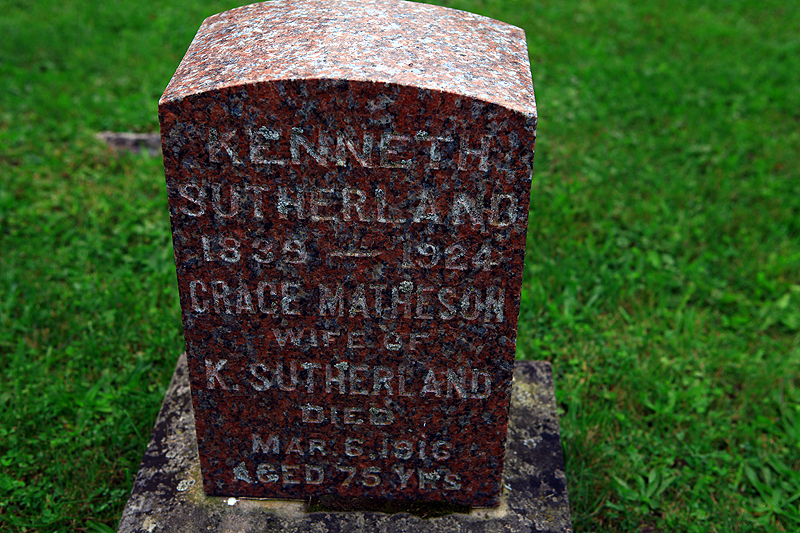 KENNETH
SUTHERLAND
1839 — 1924
GRACE MATHESON
WIFE OF
K. SUTHERLAND
DIED
MAR. 6, 1916
AGED 75 YRS.